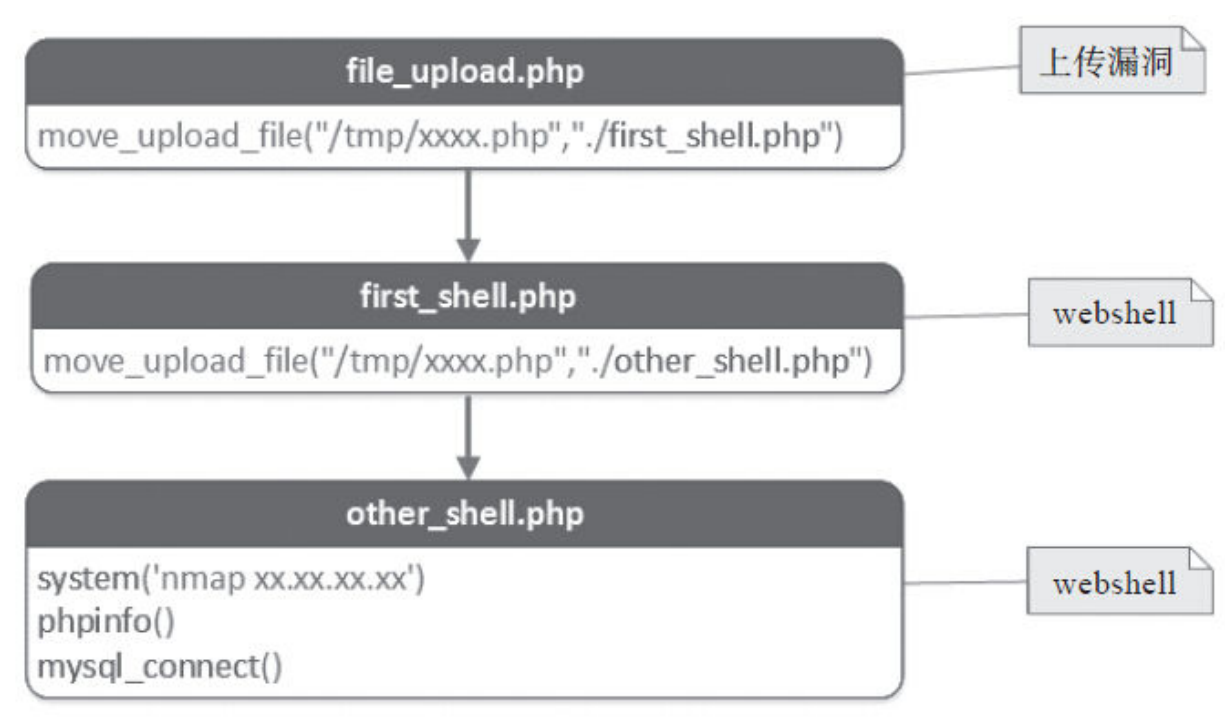 file_upload.php
上传漏洞
move_upload_file("/tmp/xxxx.php","./first_shell.php")
first_shell.php
webshell
move_upload_file("/tmp/xxxx.php","./other_shell.php")
other_shell.php
system('nmap xx.xx.xx.xx')
webshell
phpinfo()
mysql_connect()